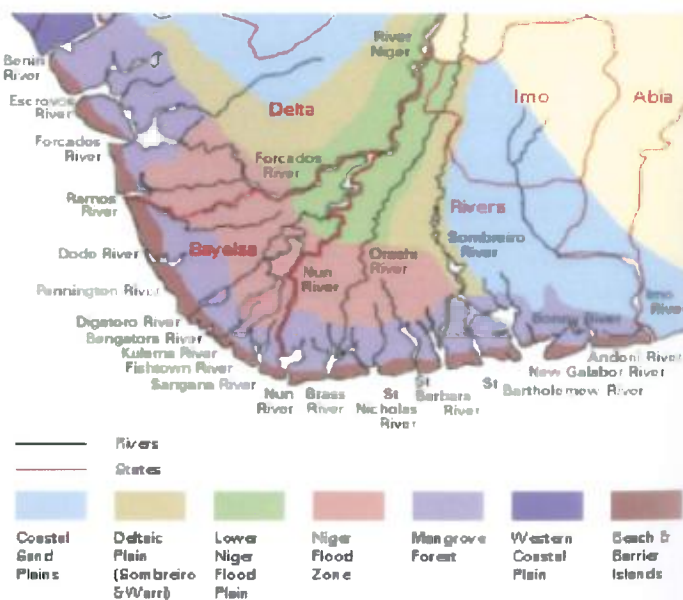 Benin
River
Escravos
River
Forcados
River
Ramos
River
Dodo River
Pennington River
Digatoro River
Bengatora River
Kulama River
Fishtown River
Sangana River
Nun
River
Brass
River
St
Nicholas
River
St
Barbara
River
St
Bartholomew River
New Galabor River
Andoni River
Imo
River
Bonny River
River
Niger
Delta
Imo
Abia
Forcados
River
Rivers
Sombreiro
River
Bayelsa
Nun
River
Orashi
River
Rivers
States
Coastal
Sand
Plains
Deltaic
Plain
(Sombreiro
& Warri)
Lower
Niger
Flood
Plain
Niger
Flood
Zone
Mangrove
Forest
Western
Coastal
Plain
Beach &
Barrier
Islands